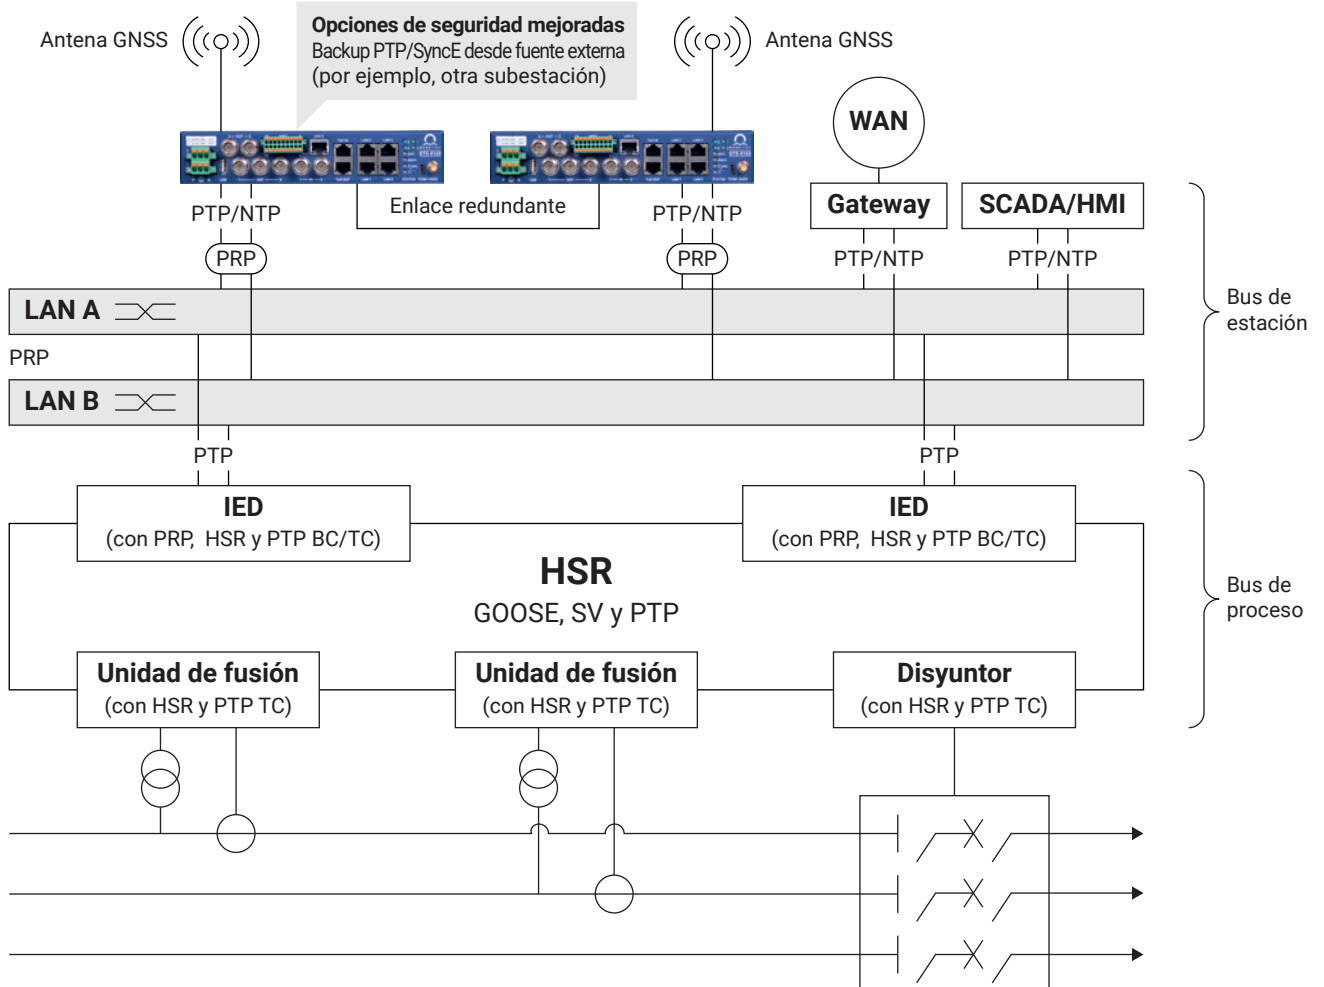 Antena GNSS
Opciones de seguridad mejoradas
Backup PTP/SyncE desde fuente externa
(por ejemplo, otra subestación)
Antena GNSS
WAN
PTP/NTP
Enlace redundante
PTP/NTP
Gateway
SCADA/HMI
PRP
PRP
PTP/NTP
PTP/NTP
LAN A
Bus de
estación
PRP
LAN B
PTP
PTP
IED
(con PRP, HSR y PTP BC/TC)
IED
(con PRP, HSR y PTP BC/TC)
HSR
GOOSE, SV y PTP
Bus de
proceso
Unidad de fusión
(con HSR y PTP TC)
Unidad de fusión
(con HSR y PTP TC)
Disyuntor
(con HSR y PTP TC)